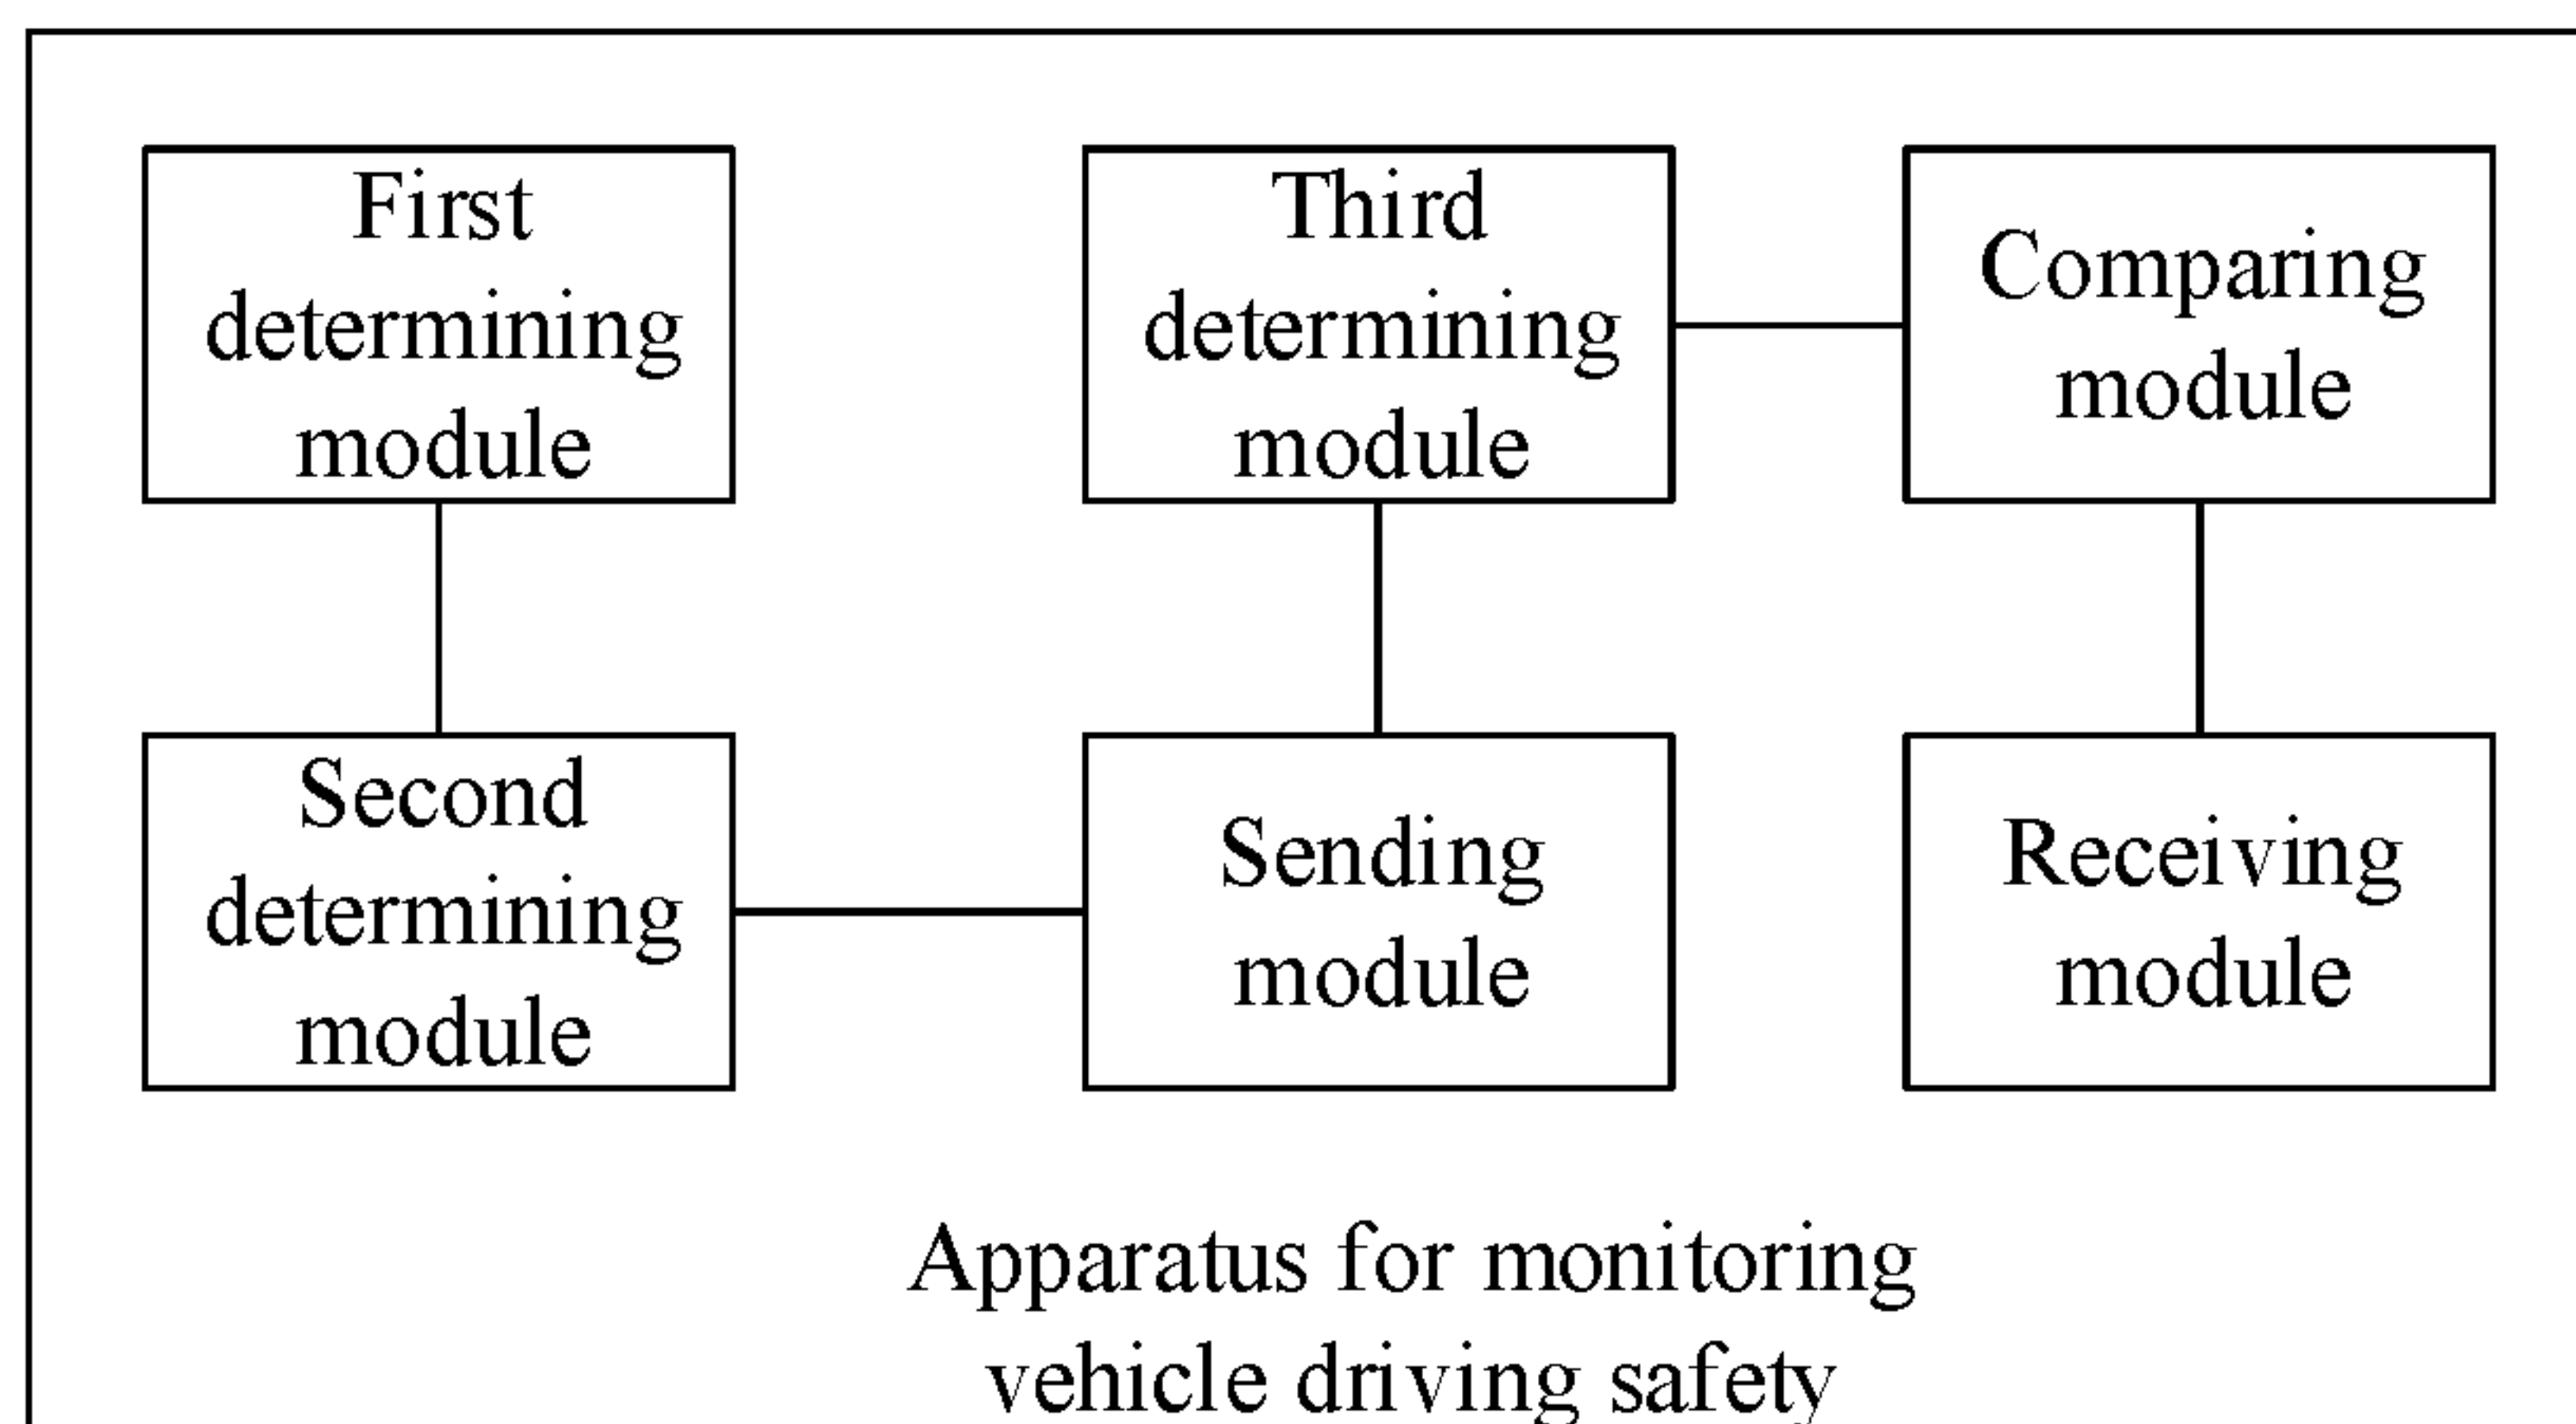 First
determining
module
Third
determining
module
Comparing
module
Second
determining
module
Sending
module
Receiving
module
Apparatus for monitoring
vehicle driving safety